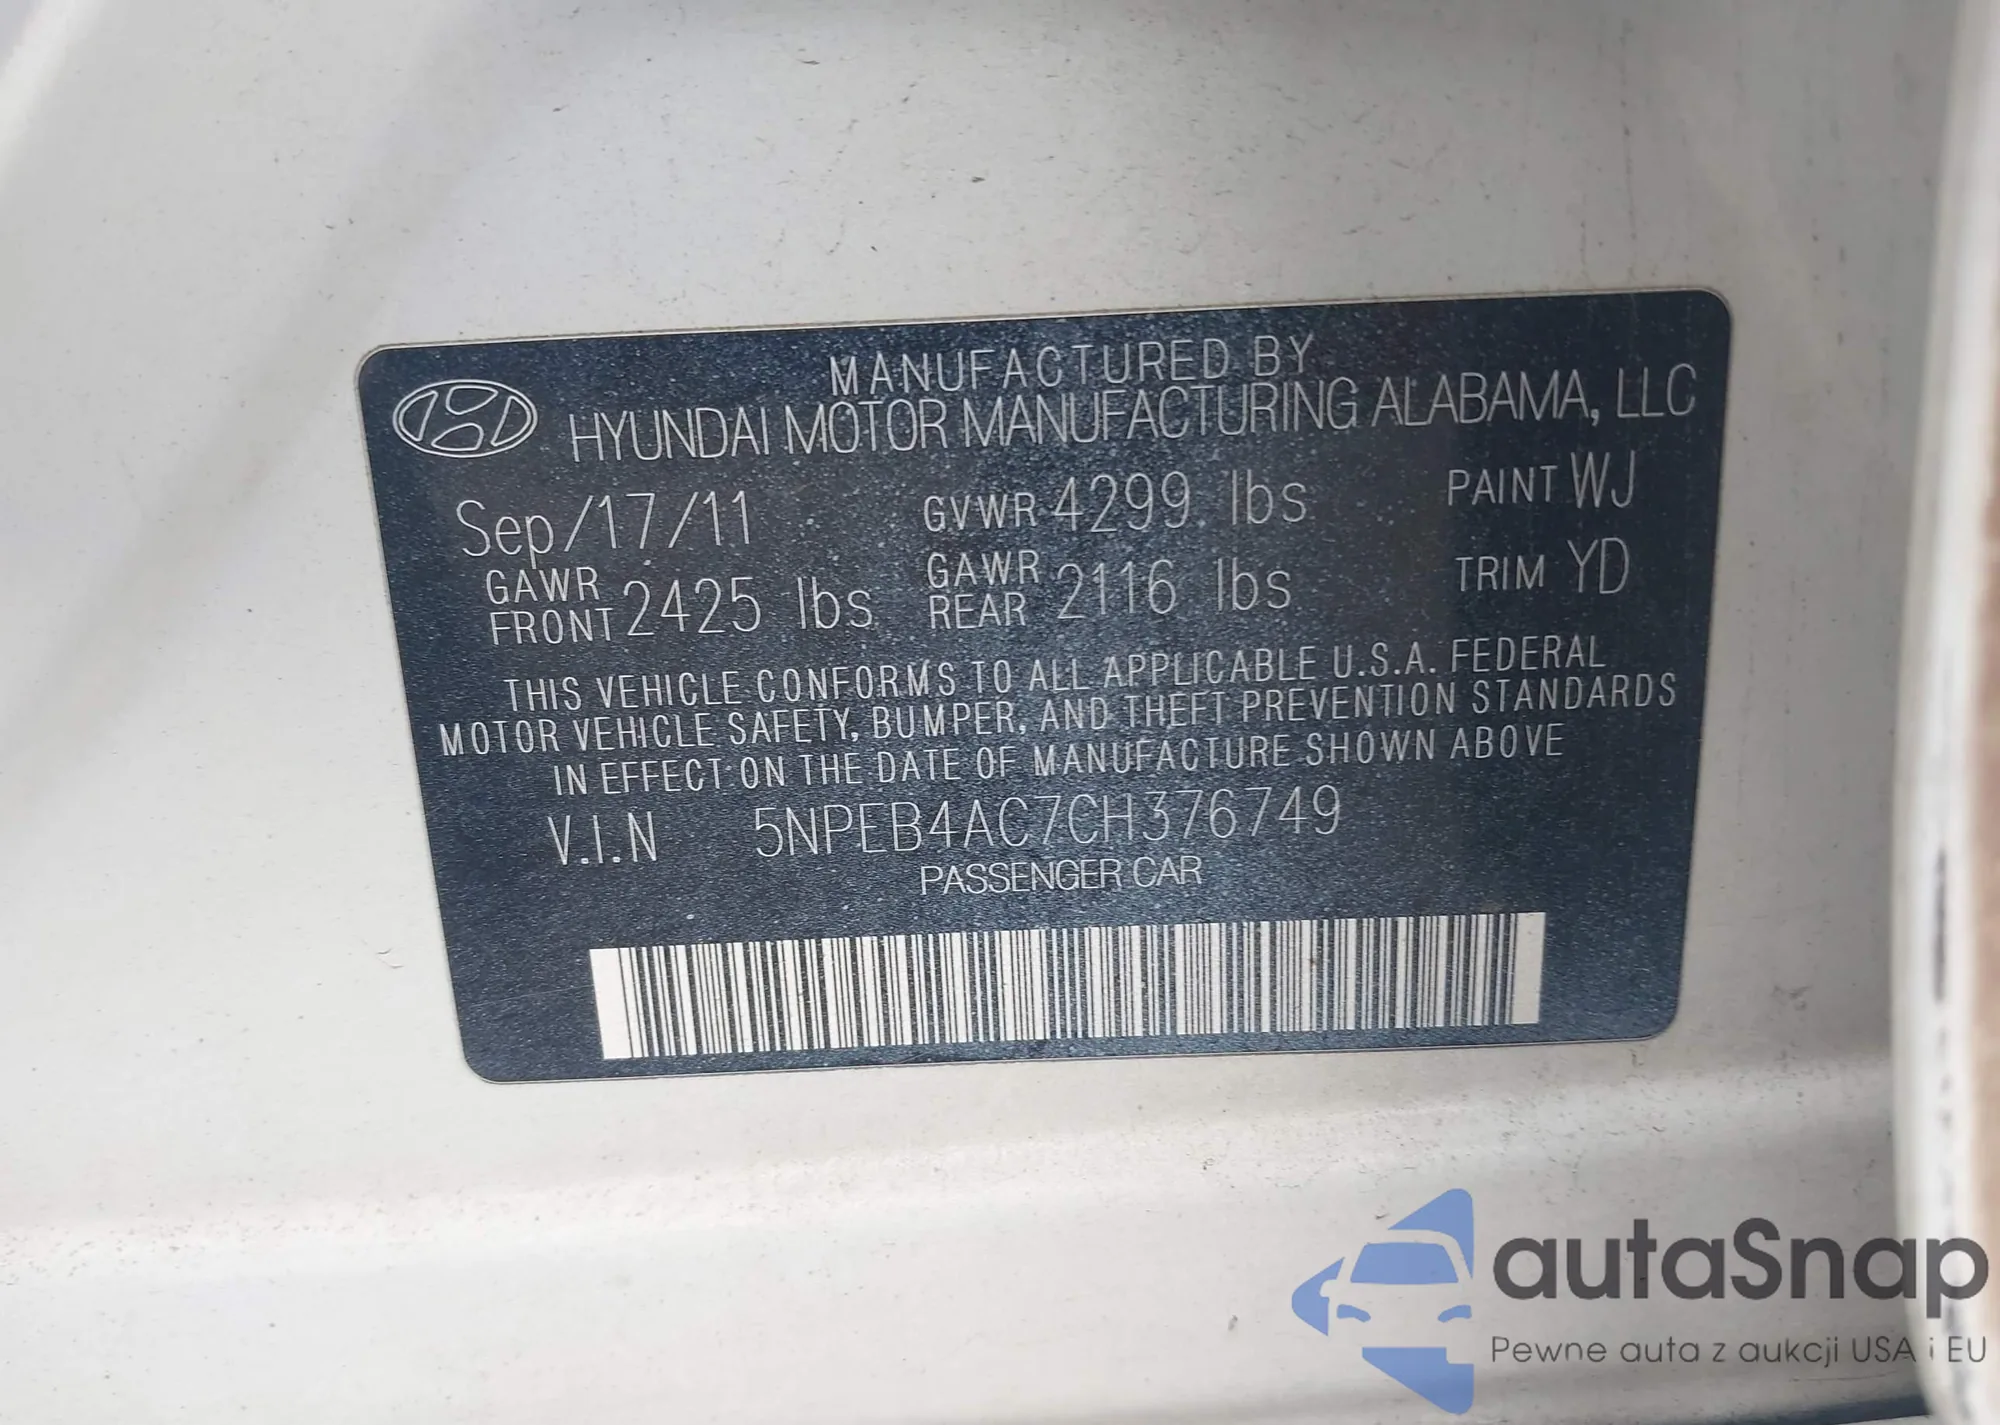 MANUFACTURED BY
HYUNDAI MOTOR MANUFACTURING ALABAMA, LLC
Sep/17/11 GVWR 4299 lbs PAINT WJ
GAWR FRONT 2425 lbs GAWR REAR 2116 lbs TRIM YD
THIS VEHICLE CONFORMS TO ALL APPLICABLE U.S.A. FEDERAL
MOTOR VEHICLE SAFETY, BUMPER, AND THEFT PREVENTION STANDARDS
IN EFFECT ON THE DATE OF MANUFACTURE SHOWN ABOVE
V.I.N 5NPEB4AC7CH376749
PASSENGER CAR
autaSnap
Pewne auta z aukcji USA i EU